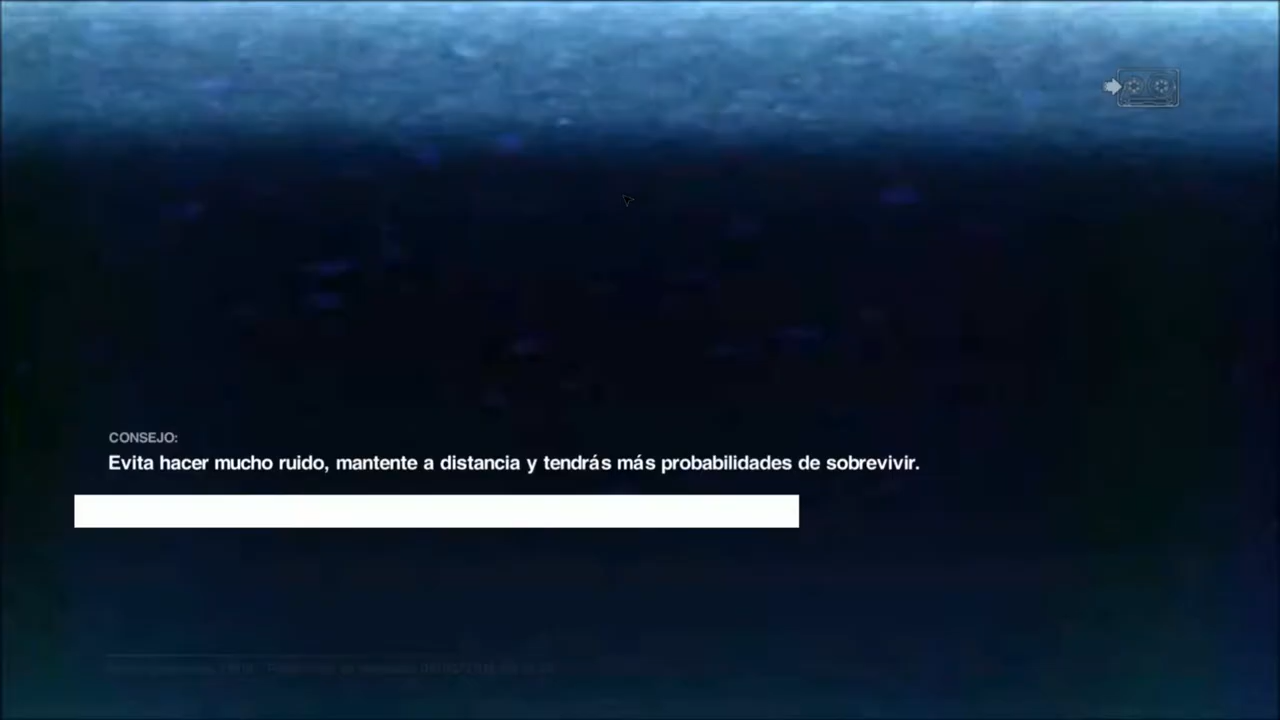 CONSEJO:
Evita hacer mucho ruido, mantente a distancia y tendrás más probabilidades de sobrevivir.